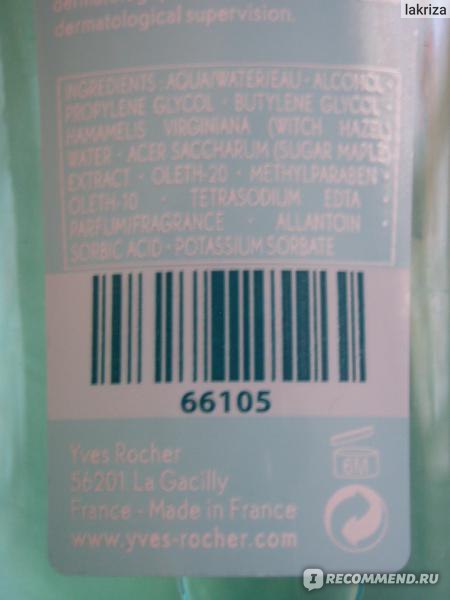 lakriza
dermatological supervision.
INGREDIENTS : AQUA/WATER/EAU · ALCOHOL ·
PROPYLENE GLYCOL · BUTYLENE GLYCOL ·
HAMAMELIS VIRGINIANA (WITCH HAZEL)
WATER · ACER SACCHARUM (SUGAR MAPLE)
EXTRACT · OLETH-20 · METHYLPARABEN ·
OLETH-10 · TETRASODIUM EDTA ·
PARFUM/FRAGRANCE · ALLANTOIN ·
SORBIC ACID · POTASSIUM SORBATE
66105
Yves Rocher
56201 La Gacilly
France - Made in France
www.yves-rocher.com
6M
IRECOMMEND.RU